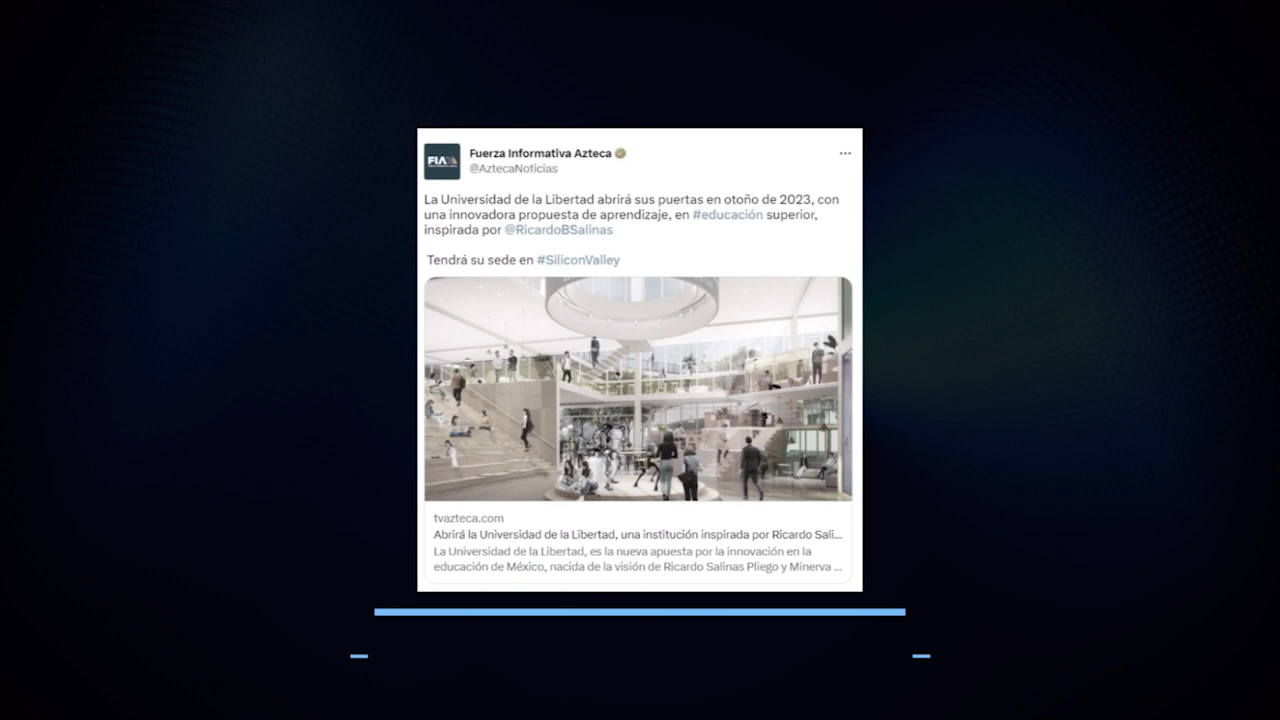 FIA
Fuerza Informativa Azteca
@AztecaNoticias
La Universidad de la Libertad abrirá sus puertas en otoño de 2023, con
una innovadora propuesta de aprendizaje, en #educación superior,
inspirada por @RicardoBSalinas
Tendrá su sede en #SiliconValley
tvazteca.com
Abrirá la Universidad de la Libertad, una institución inspirada por Ricardo Sali...
La Universidad de la Libertad, es la nueva apuesta por la innovación en la
educación de México, nacida de la visión de Ricardo Salinas Pliego y Minerva ...